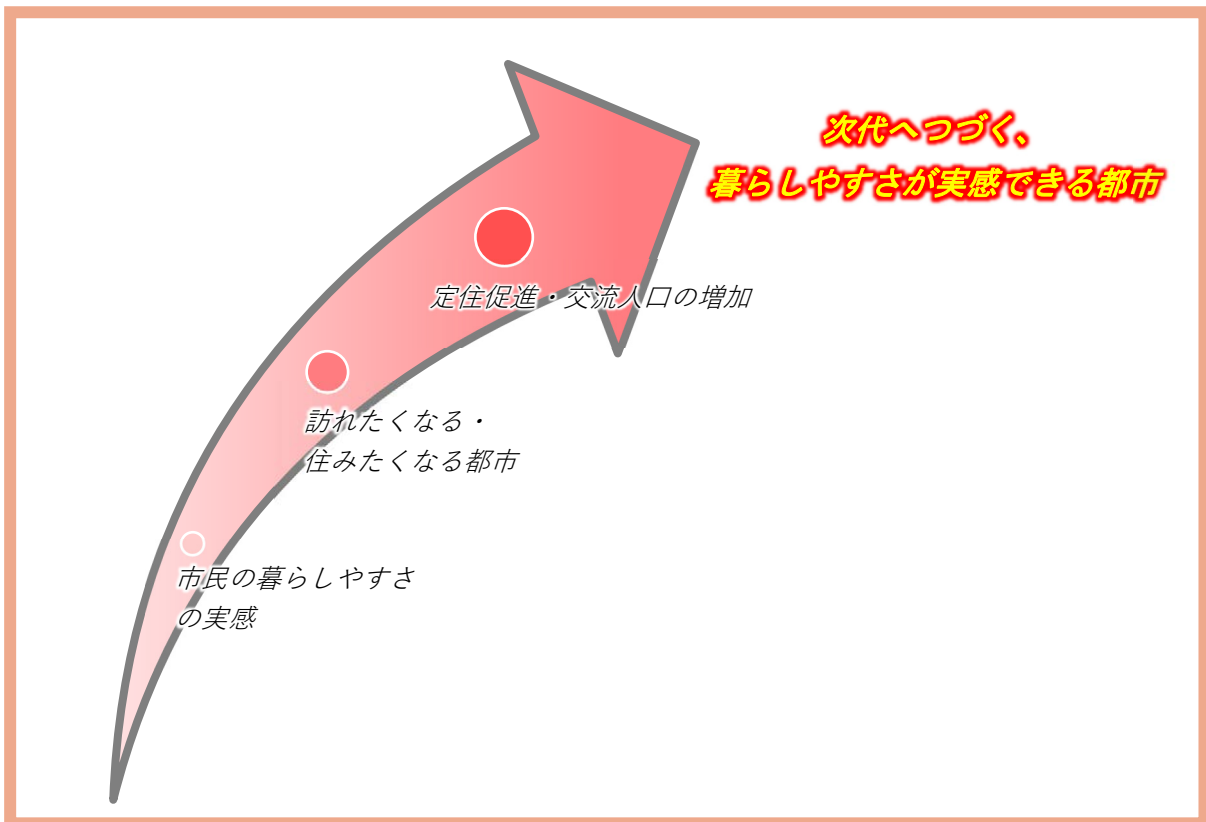 次代へつづく、
暮らしやすさが実感できる都市
定住促進・交流人口の増加
訪れたくなる・
住みたくなる都市
市民の暮らしやすさ
の実感